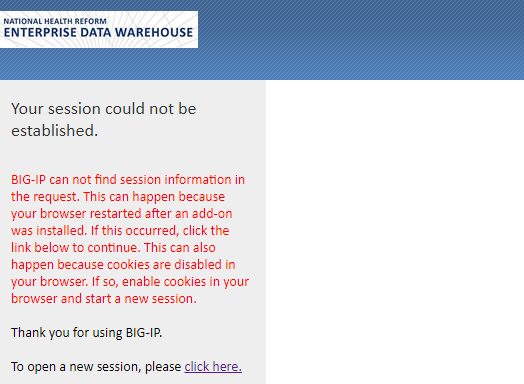 NATIONAL HEALTH REFORM
ENTERPRISE DATA WAREHOUSE
Your session could not be
established.
BIG-IP can not find session information in
the request. This can happen because
your browser restarted after an add-on
was installed. If this occurred, click the
link below to continue. This can also
happen because cookies are disabled in
your browser. If so, enable cookies in your
browser and start a new session.
Thank you for using BIG-IP.
To open a new session, please click here.